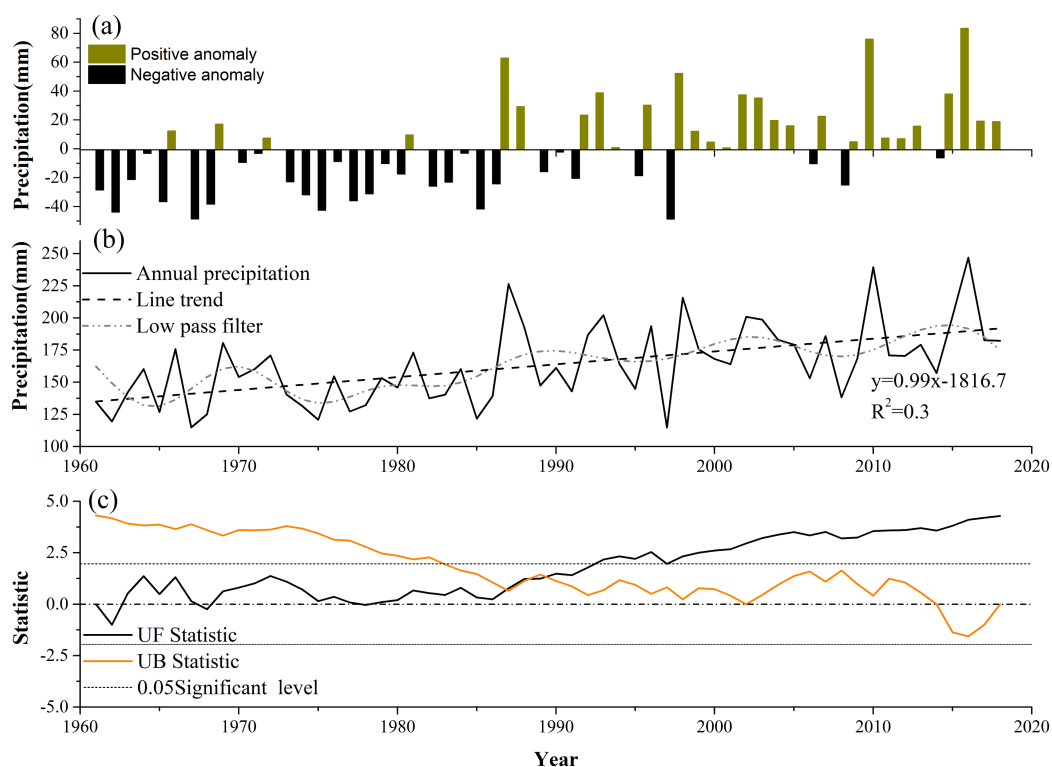 (a)
Positive anomaly
Negative anomaly
Precipitation(mm)
80
60
40
20
0
-20
-40
(b)
Annual precipitation
Line trend
Low pass filter
Precipitation(mm)
250
225
200
175
150
125
100
y=0.99x-1816.7
R²=0.3
1960 1970 1980 1990 2000 2010 2020
(c)
Statistic
5.0
2.5
0.0
-2.5
-5.0
UF Statistic
UB Statistic
0.05Significant level
1960 1970 1980 1990 2000 2010 2020
Year